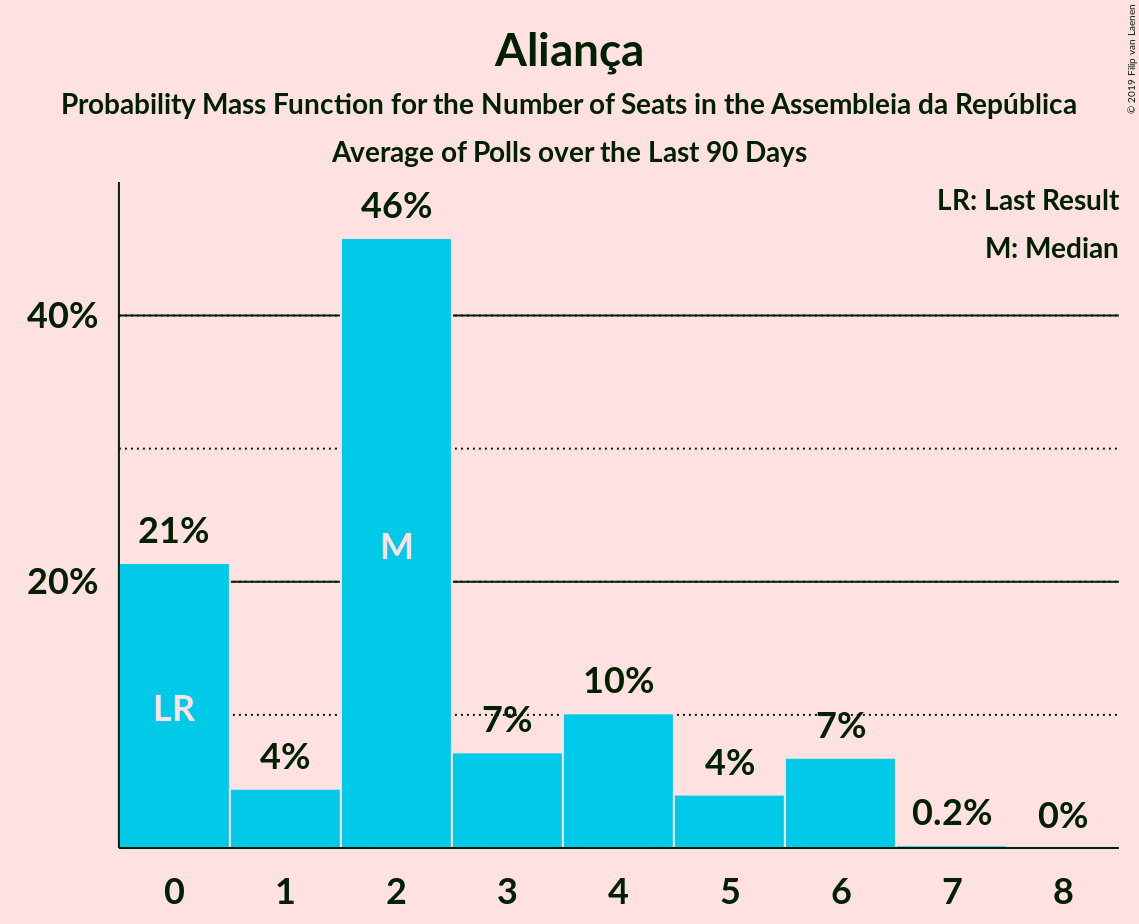 Aliança
Probability Mass Function for the Number of Seats in the Assembleia da República
Average of Polls over the Last 90 Days
© 2019 Filip van Laenen
LR: Last Result
M: Median
46%
40%
21%
M
20%
LR
10%
7%
7%
4%
4%
0.2%
0%
0 1 2 3 4 5 6 7 8